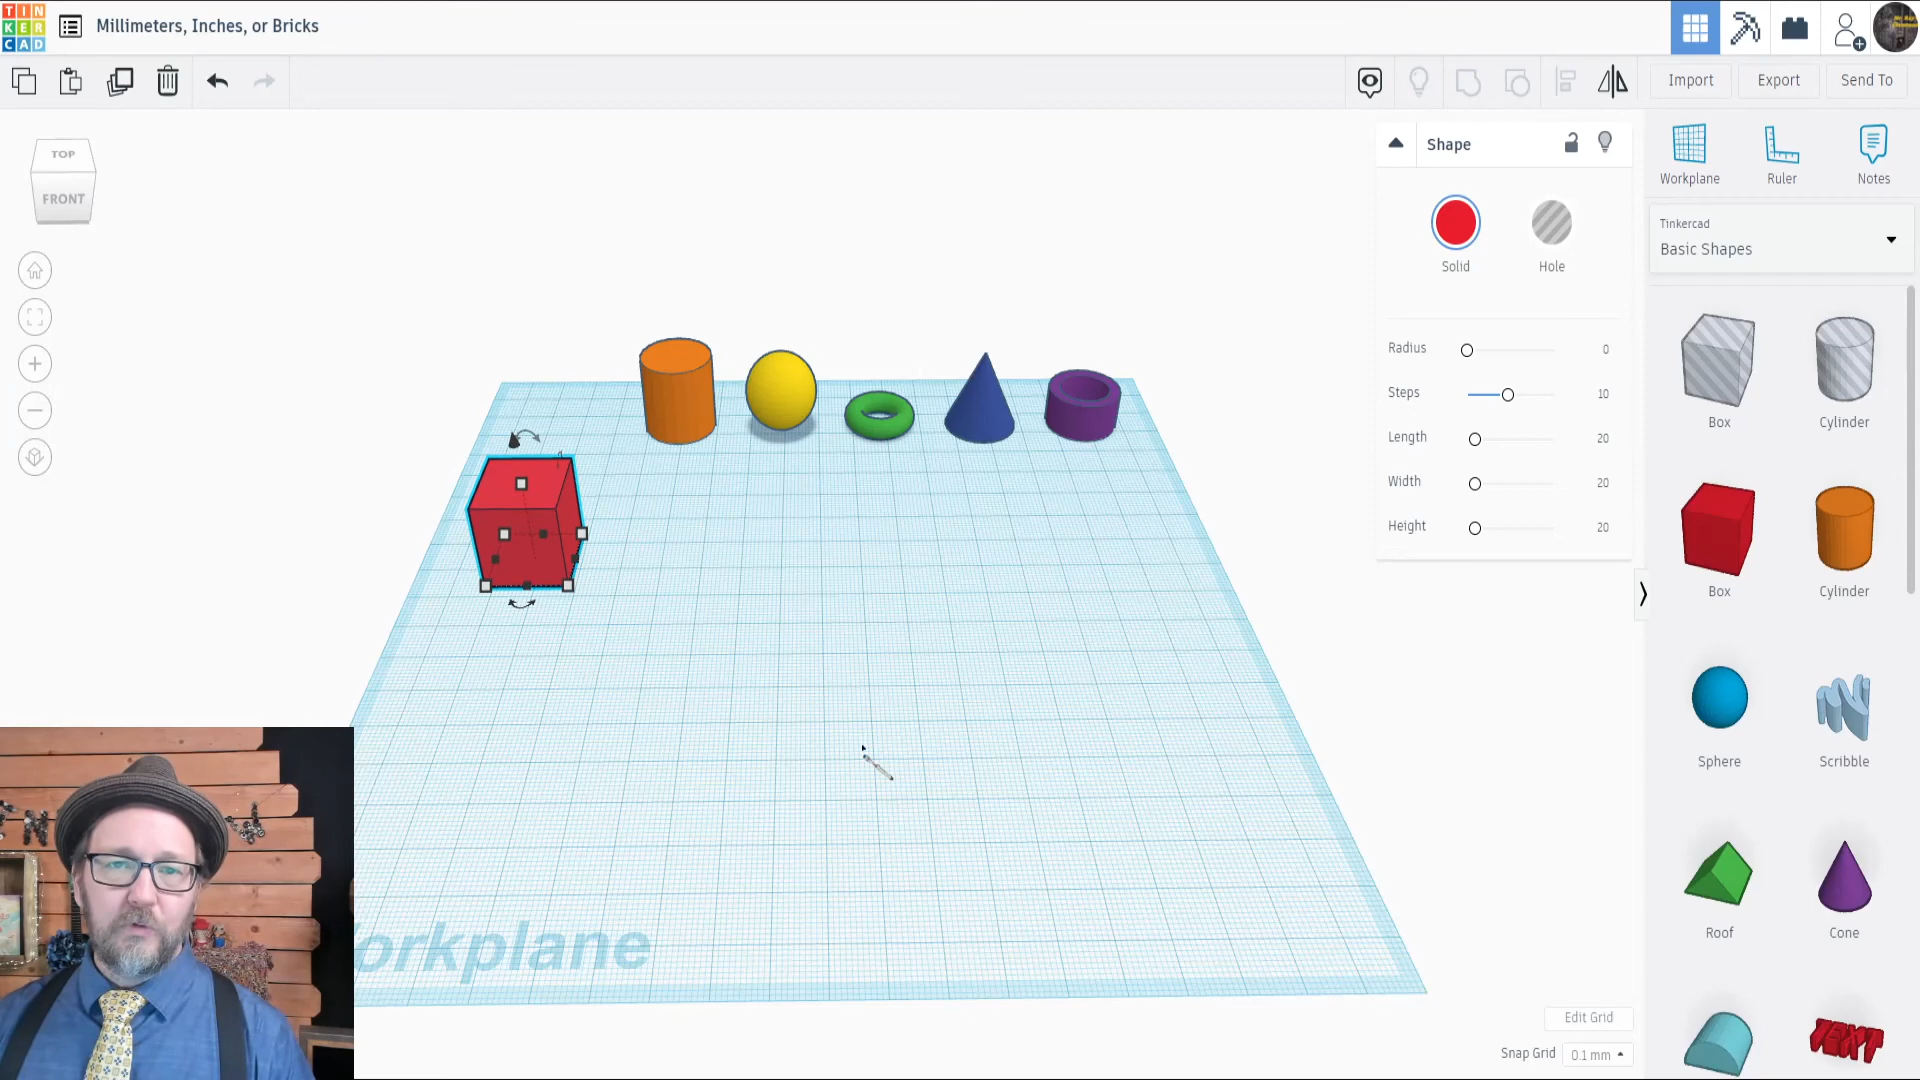 TIN
KER
CAD
Millimeters, Inches, or Bricks
Import
Export
Send To
TOP
FRONT
Shape
Solid
Hole
Radius 0
Steps 10
Length 20
Width 20
Height 20
Workplane
Ruler
Notes
Tinkercad
Basic Shapes
Box
Cylinder
Box
Cylinder
Sphere
Scribble
Roof
Cone
TEXT
orkplane
Edit Grid
Snap Grid 0.1 mm